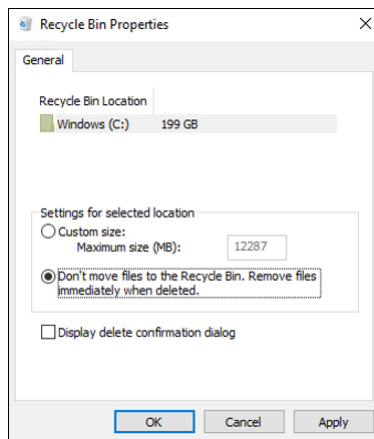 Recycle Bin Properties
General
Recycle Bin Location
Windows (C:) 199 GB
Settings for selected location
Custom size:
Maximum size (MB): 12287
Don't move files to the Recycle Bin. Remove files
immediately when deleted.
Display delete confirmation dialog
OK Cancel Apply